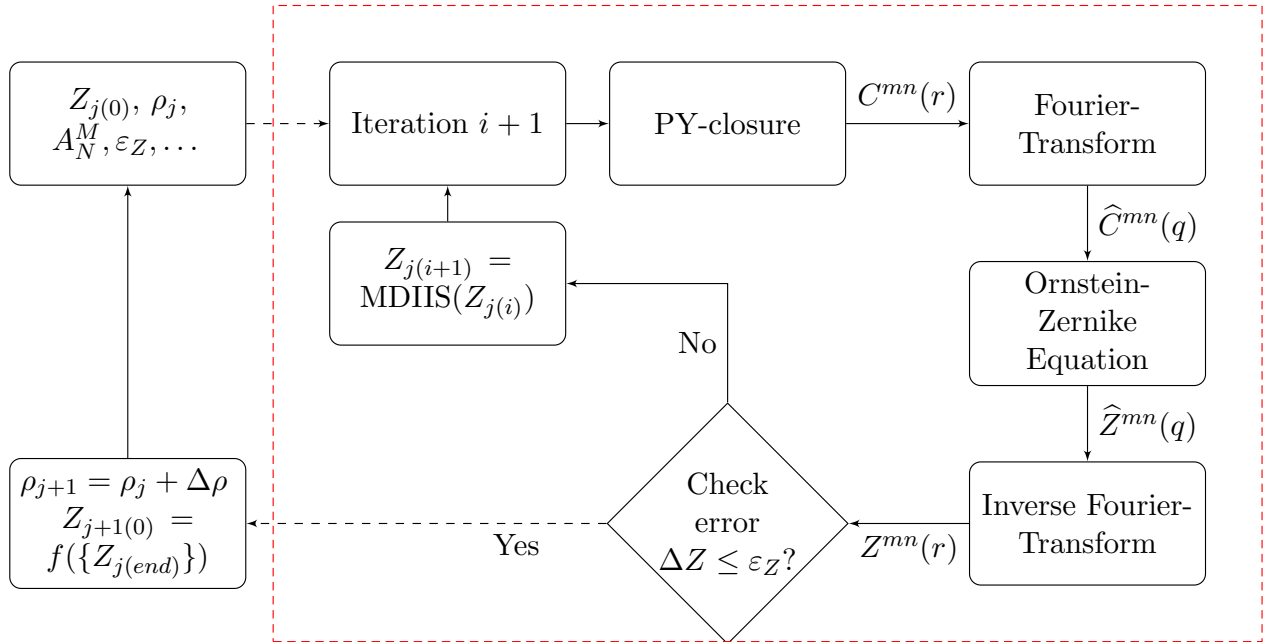 Z_{j(0)}, ρ_j,
A_N^M, ε_Z, …
Iteration i + 1
PY-closure
C^{mn}(r)
Fourier-
Transform
Ĉ^{mn}(q)
Z_{j(i+1)} =
MDIIS(Z_{j(i)})
Ornstein-
Zernike
Equation
No
Ẑ^{mn}(q)
ρ_{j+1} = ρ_j + Δρ
Z_{j+1(0)} =
f({Z_{j(end)}})
Yes
Check
error
ΔZ ≤ ε_Z?
Z^{mn}(r)
Inverse Fourier-
Transform